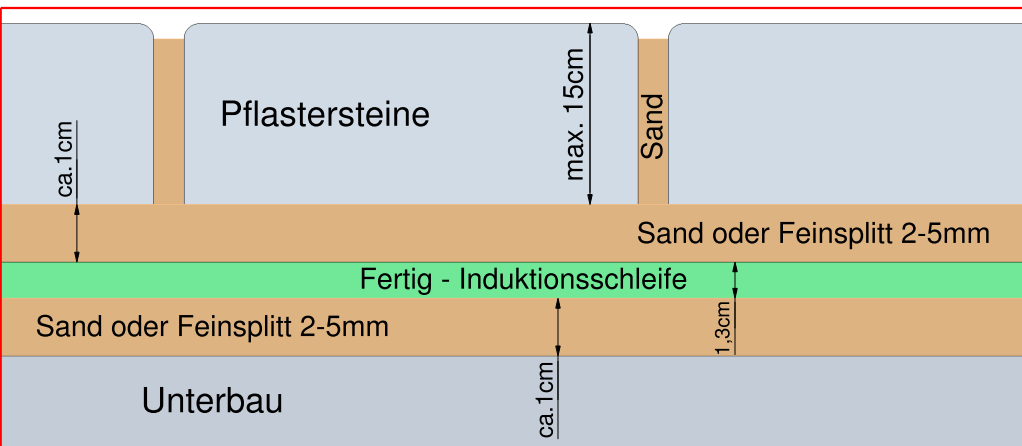 Pflastersteine
max. 15cm
Sand
ca.1cm
Sand oder Feinsplitt 2-5mm
Fertig - Induktionsschleife
1,3cm
Sand oder Feinsplitt 2-5mm
ca.1cm
Unterbau